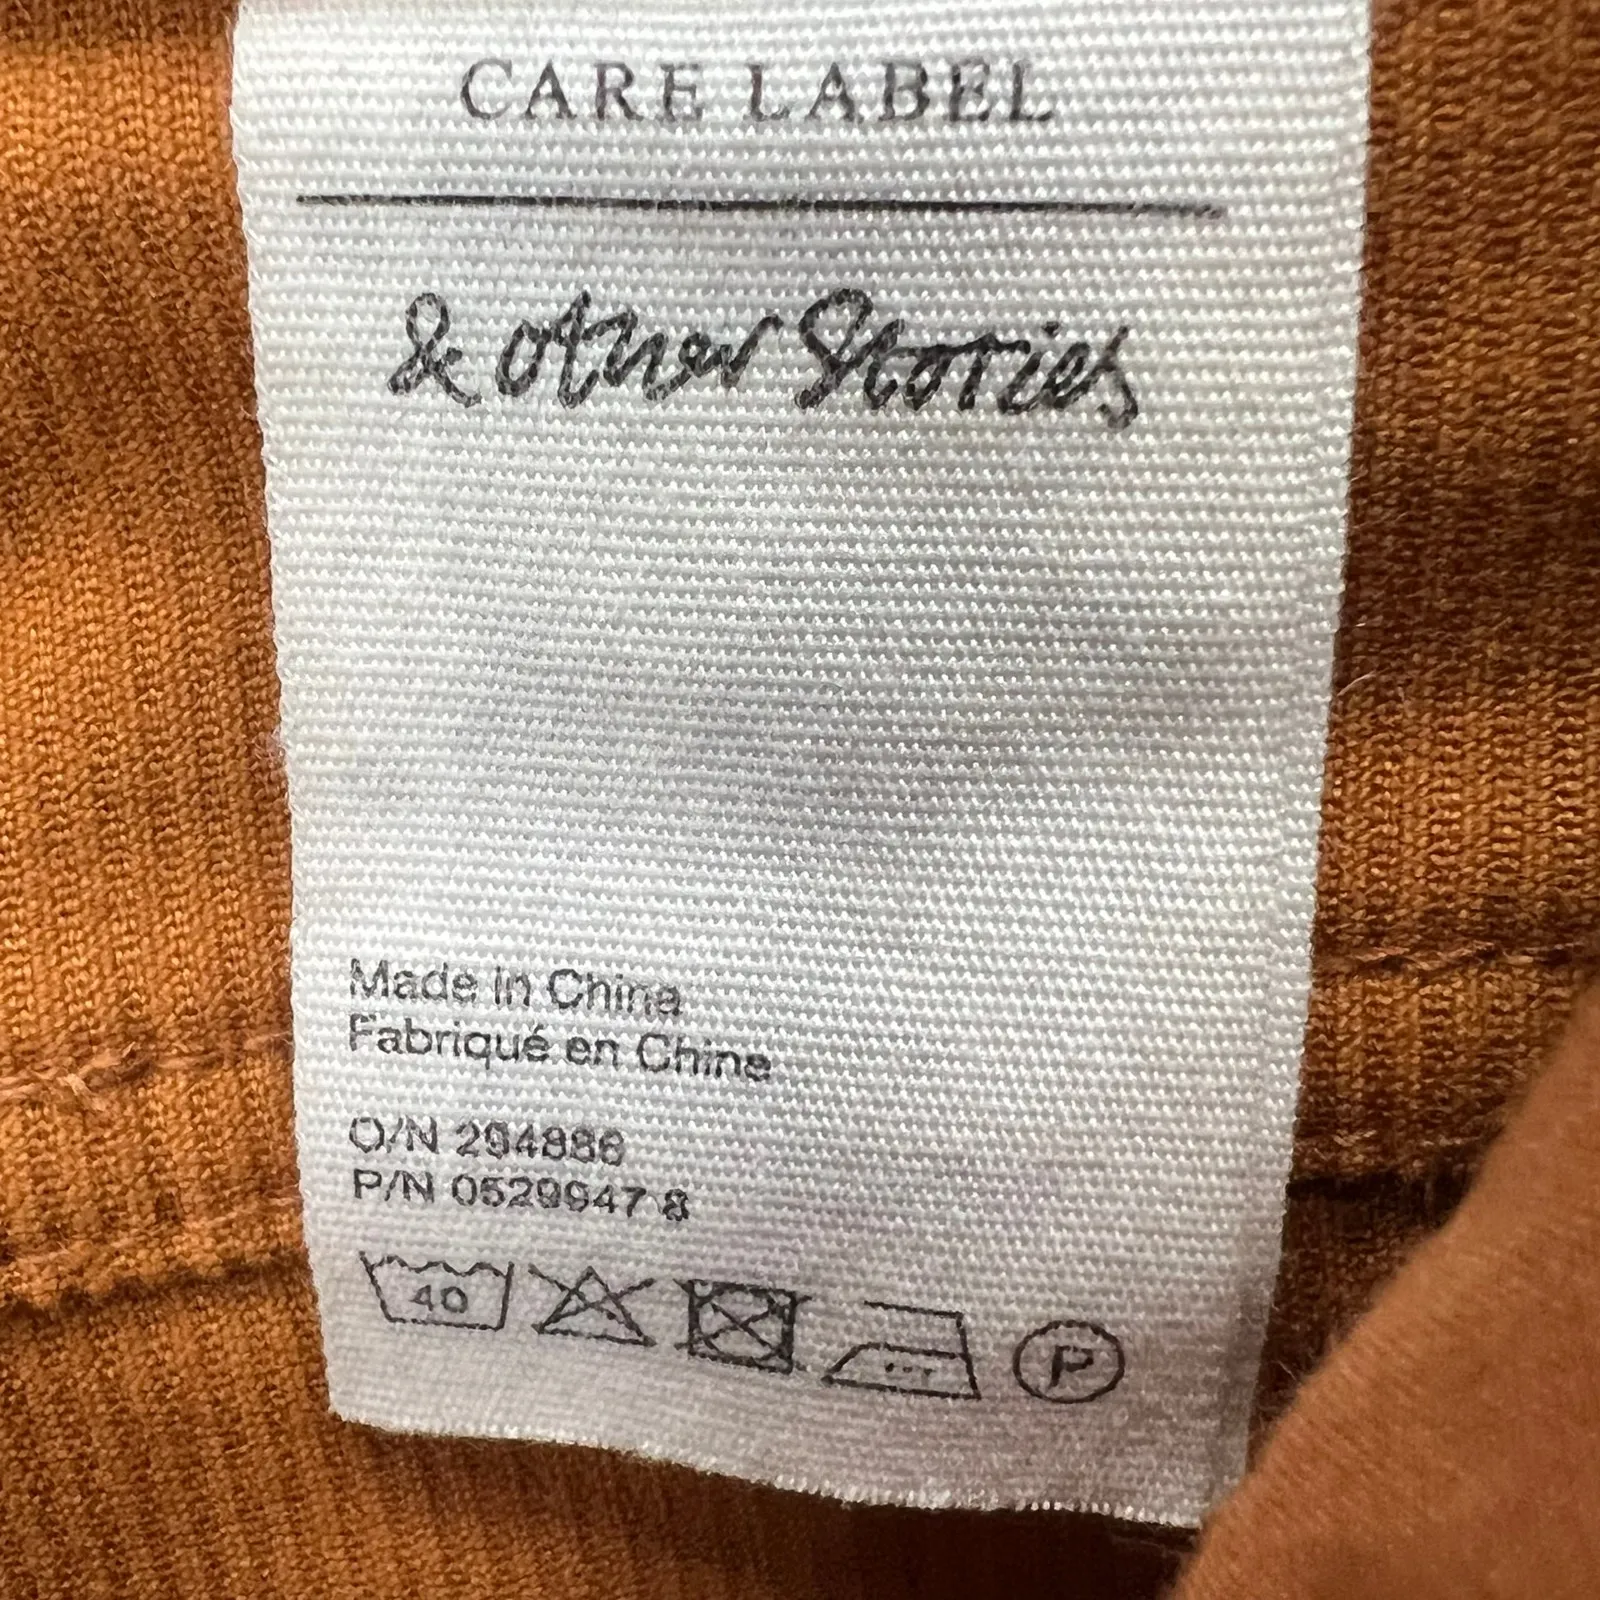 CARE LABEL
& other Stories
Made in China
Fabriqué en Chine
O/N 294886
P/N 0529947 8
40
P